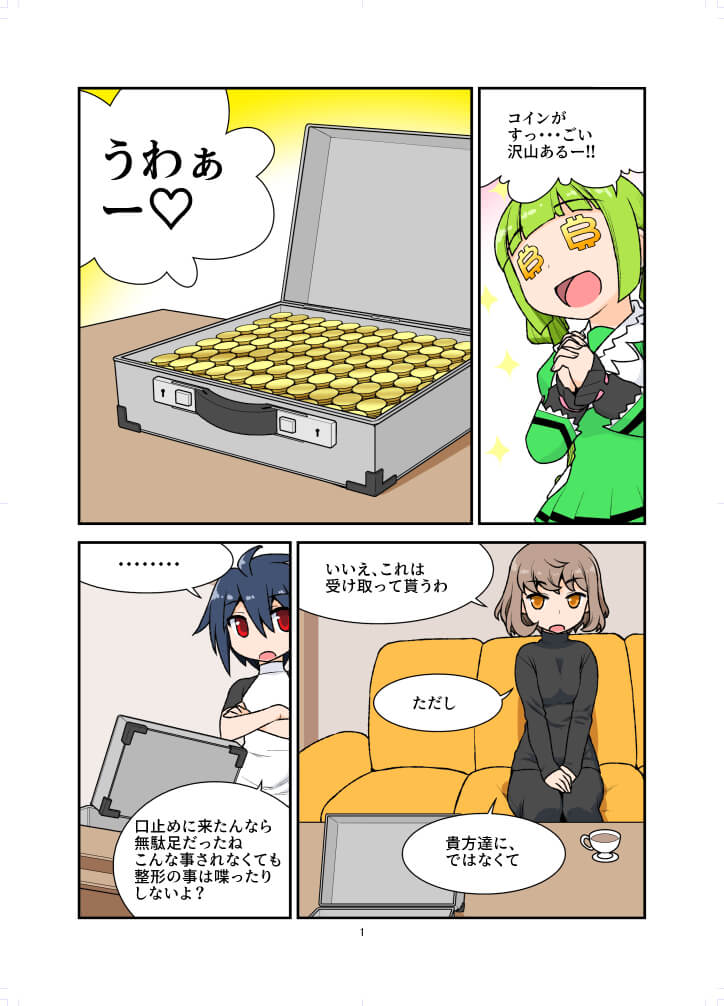 うわぁ
ー♡
コインが
すっ・・・ごい
沢山あるー!!
・・・・・・・・
口止めに来たんなら
無駄足だったね
こんな事されなくても
整形の事は喋ったり
しないよ？
いいえ、これは
受け取って貰うわ
ただし
貴方達に、
ではなくて
1